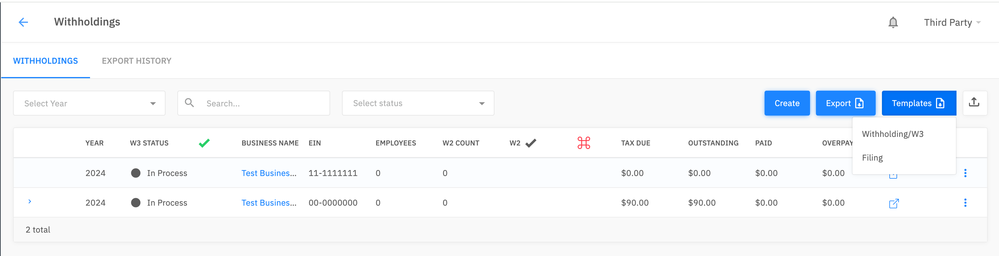 Withholdings
Third Party
WITHHOLDINGS EXPORT HISTORY
Select Year Search... Select status Create Export Templates
Withholding/W3
Filing
YEAR W3 STATUS BUSINESS NAME EIN EMPLOYEES W2 COUNT W2 TAX DUE OUTSTANDING PAID OVERPAY
2024 In Process Test Busines... 11-1111111 0 0 $0.00 $0.00 $0.00 $0.00
2024 In Process Test Busines... 00-0000000 0 0 $90.00 $90.00 $0.00 $0.00
2 total